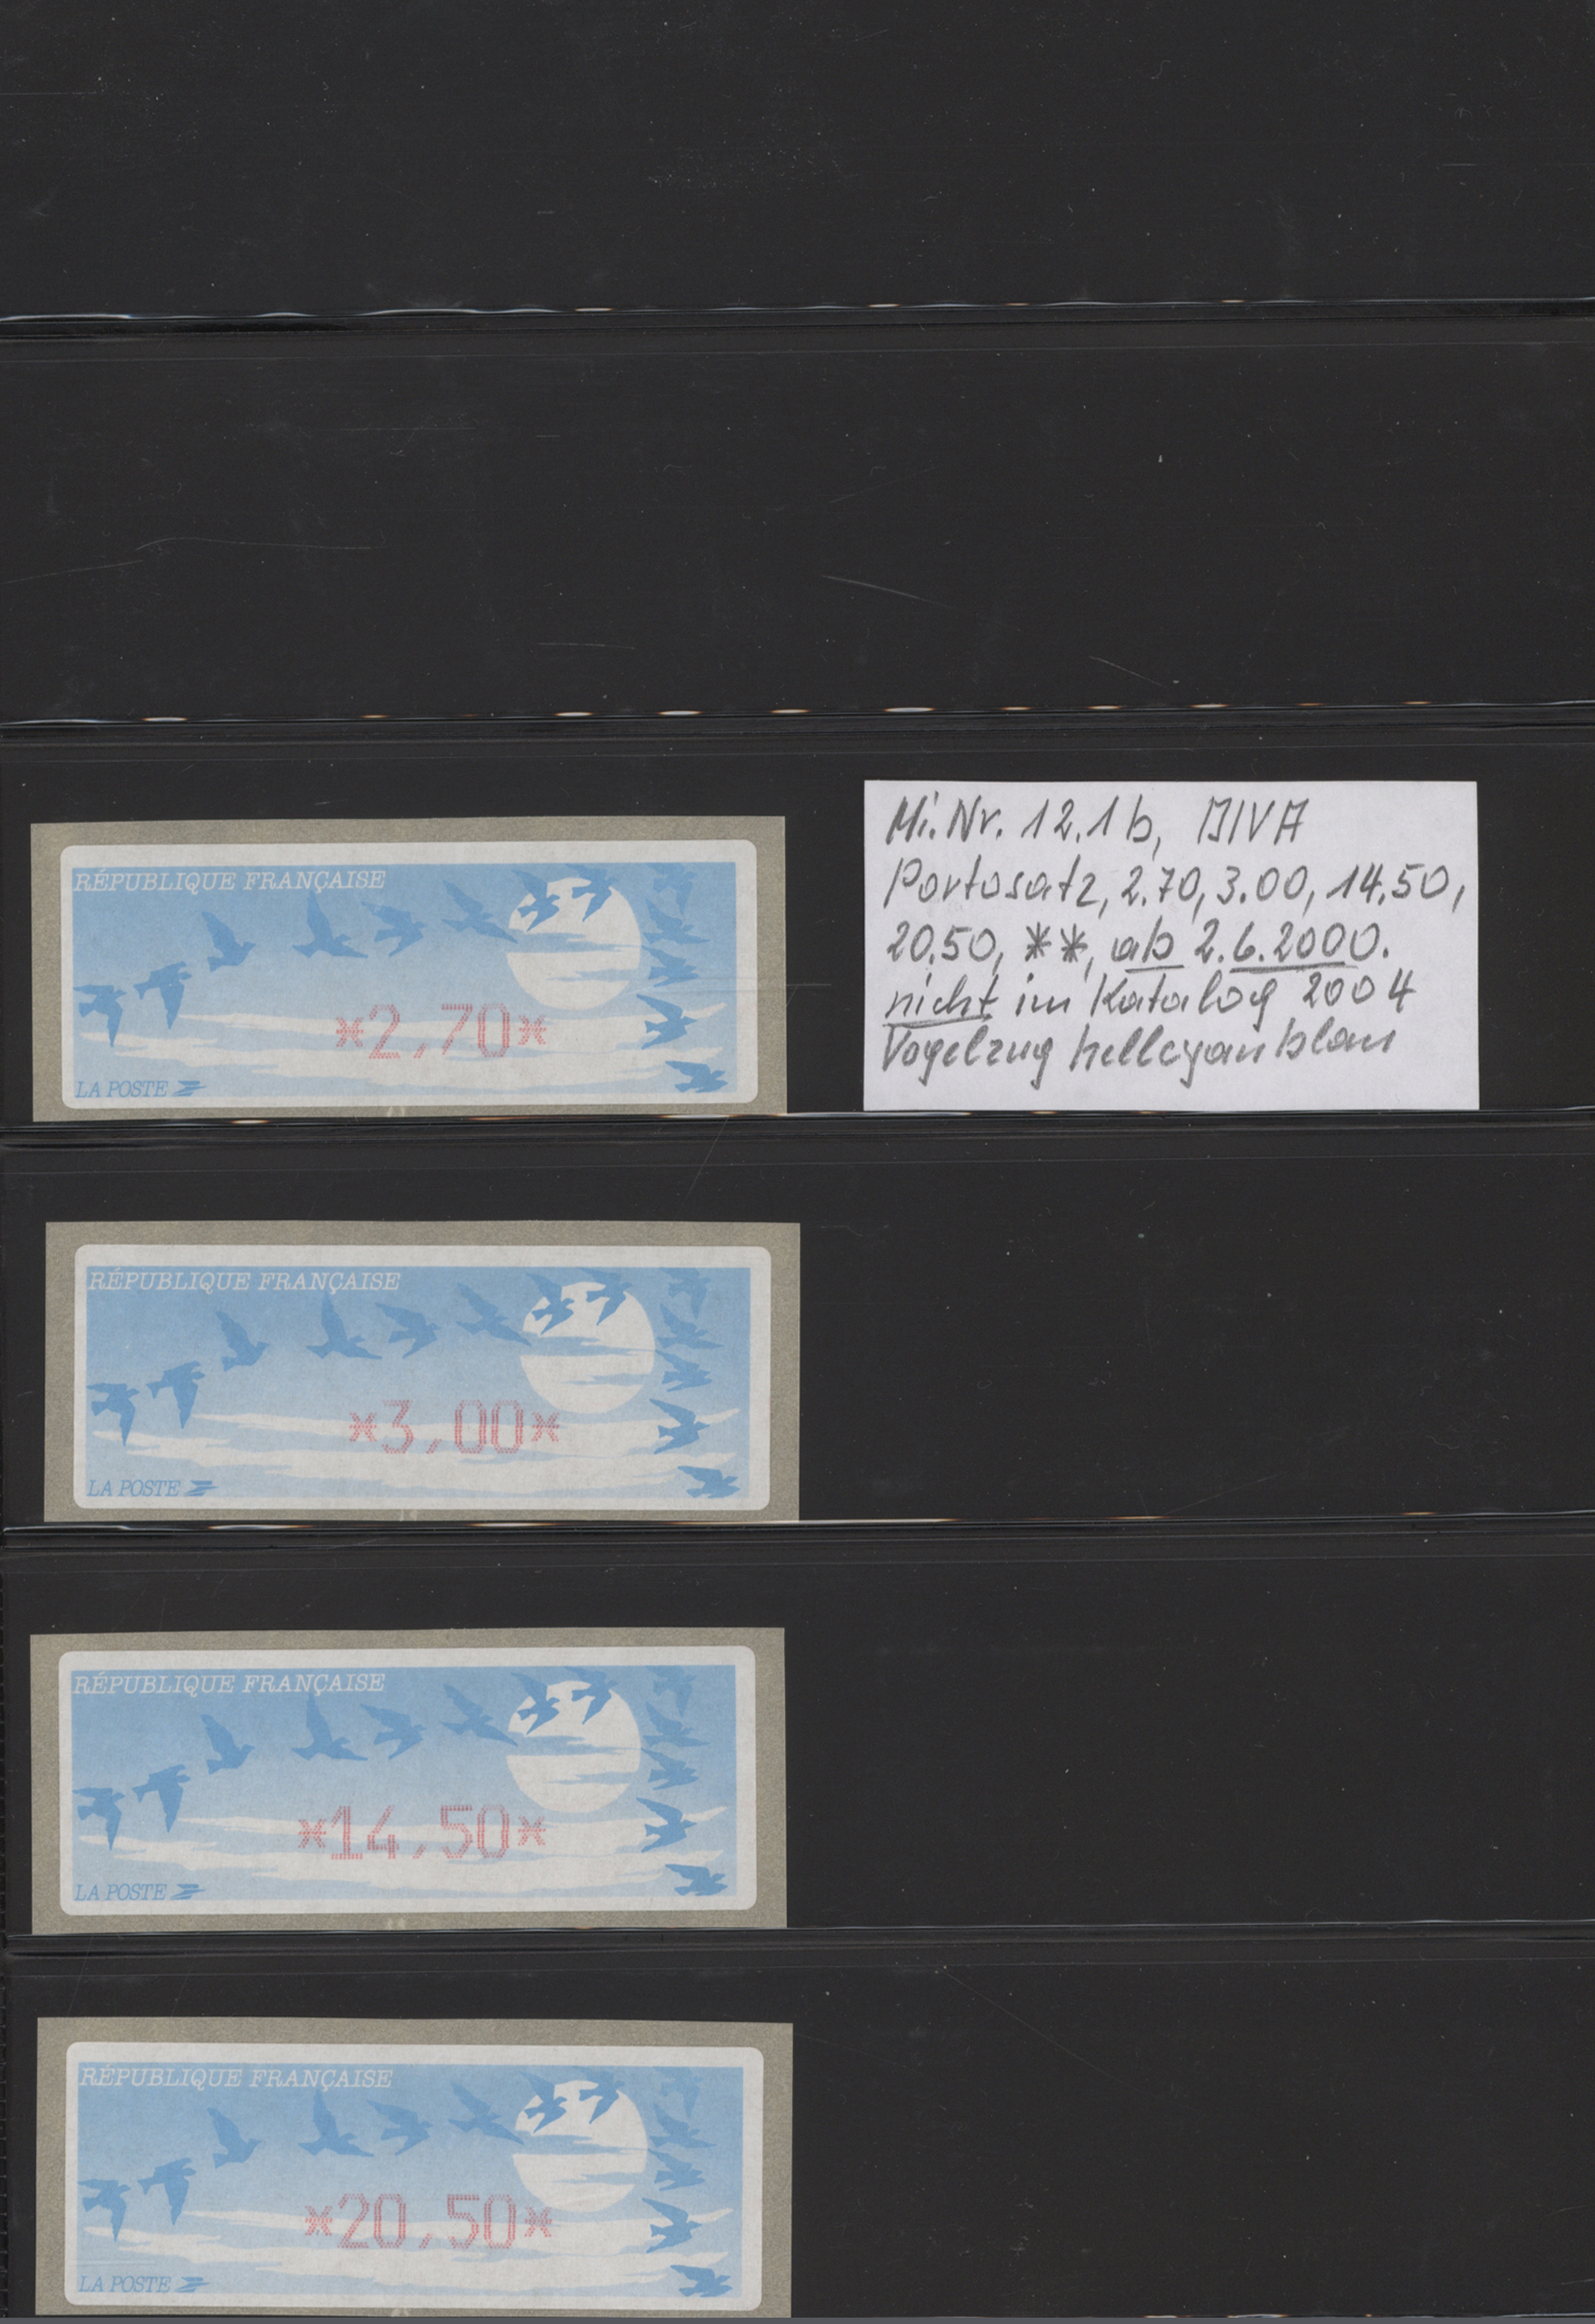 RÉPUBLIQUE FRANÇAISE
*2,70*
LA POSTE
Mi. Nr. 12.1 b, DIVA
Portosatz, 2.70, 3.00, 14.50,
20.50, **, ab 2.6.2000.
nicht im Katalog 2004
Vogelzug hellcyanblau
RÉPUBLIQUE FRANÇAISE
*3,00*
LA POSTE
RÉPUBLIQUE FRANÇAISE
*14,50*
LA POSTE
RÉPUBLIQUE FRANÇAISE
*20,50*
LA POSTE